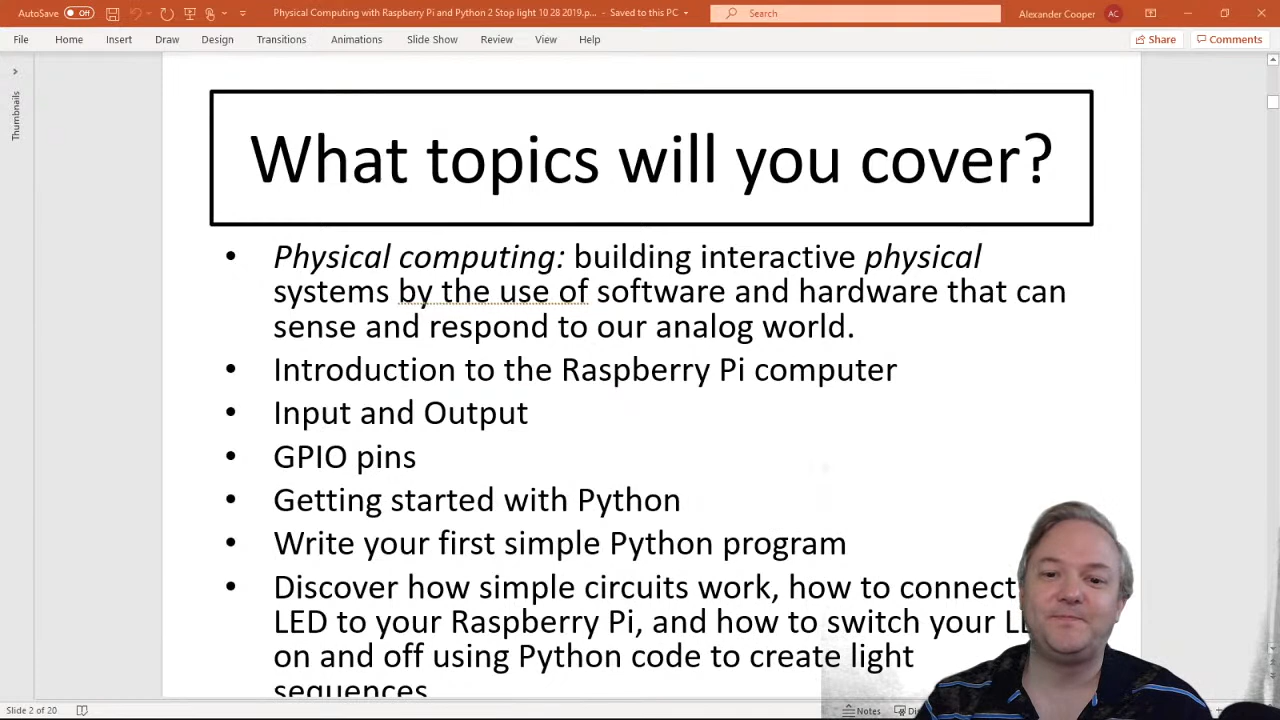 AutoSave Off Physical Computing with Raspberry Pi and Python 2 Stop light 10 28 2019.p... - Saved to this PC Search Alexander Cooper AC
File Home Insert Draw Design Transitions Animations Slide Show Review View Help Share Comments
Thumbnails
What topics will you cover?
• Physical computing: building interactive physical
systems by the use of software and hardware that can
sense and respond to our analog world.
• Introduction to the Raspberry Pi computer
• Input and Output
• GPIO pins
• Getting started with Python
• Write your first simple Python program
• Discover how simple circuits work, how to connect
LED to your Raspberry Pi, and how to switch your
on and off using Python code to create light
sequences
Slide 2 of 20 Notes